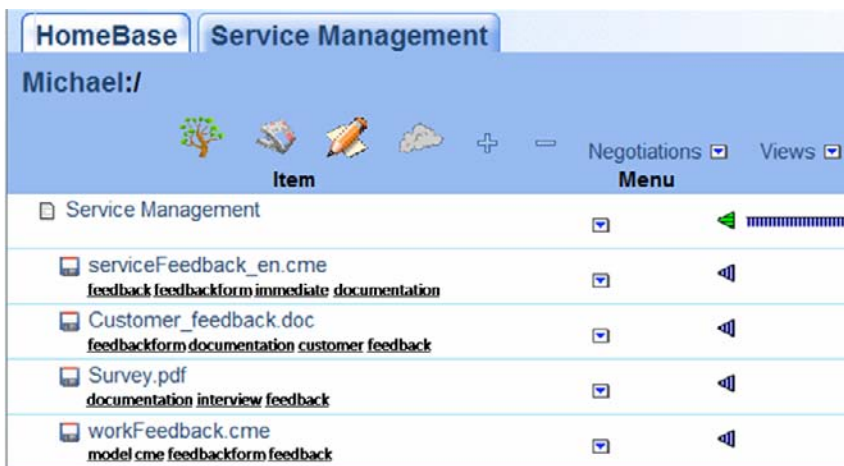 HomeBase Service Management
Michael:/
Negotiations Views
Item Menu
Service Management
serviceFeedback_en.cme
feedback feedbackform immediate documentation
Customer_feedback.doc
feedbackform documentation customer feedback
Survey.pdf
documentation interview feedback
workFeedback.cme
model cme feedbackform feedback